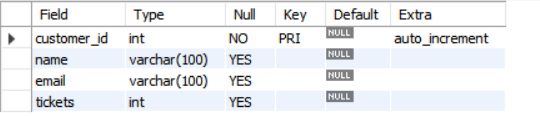 Field Type Null Key Default Extra
customer_id int NO PRI NULL auto_increment
name varchar(100) YES NULL
email varchar(100) YES NULL
tickets int YES NULL